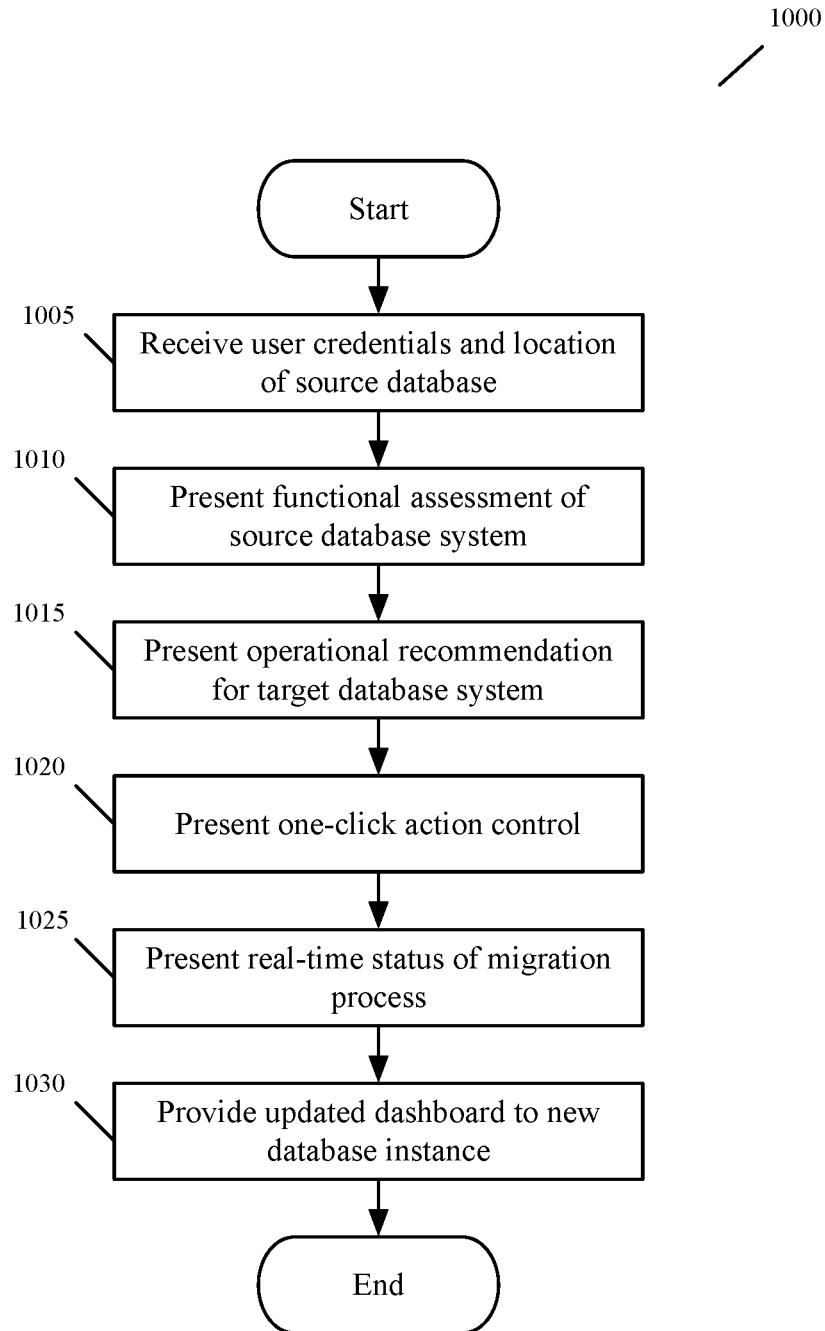 1000
Start
1005
Receive user credentials and location
of source database
1010
Present functional assessment of
source database system
1015
Present operational recommendation
for target database system
1020
Present one-click action control
1025
Present real-time status of migration
process
1030
Provide updated dashboard to new
database instance
End